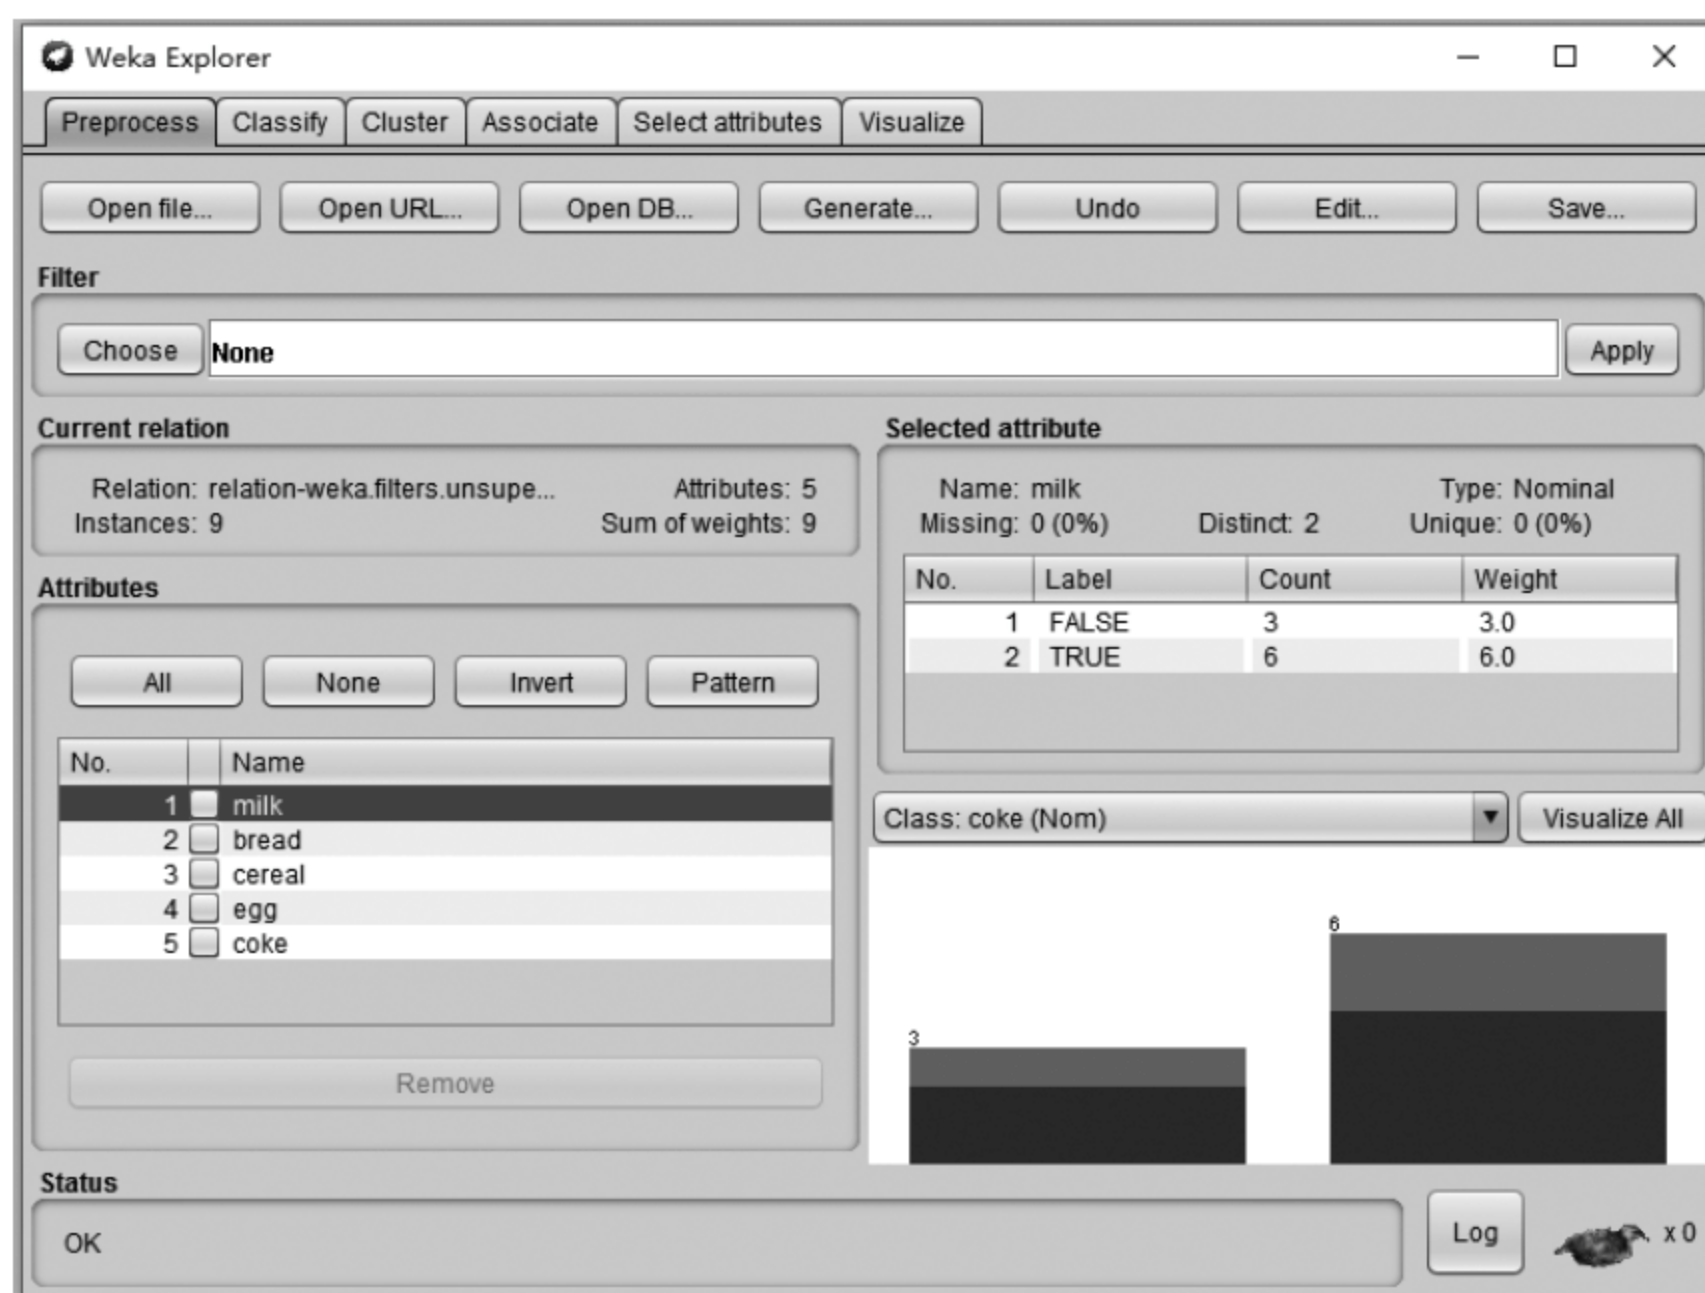 Weka Explorer
Preprocess Classify Cluster Associate Select attributes Visualize
Open file... Open URL... Open DB... Generate... Undo Edit... Save...
Filter
Choose None Apply
Current relation
Relation: relation-weka.filters.unsupe... Attributes: 5
Instances: 9 Sum of weights: 9
Attributes
All None Invert Pattern
No. Name
1 milk
2 bread
3 cereal
4 egg
5 coke
Remove
Selected attribute
Name: milk Type: Nominal
Missing: 0 (0%) Distinct: 2 Unique: 0 (0%)
No. Label Count Weight
1 FALSE 3 3.0
2 TRUE 6 6.0
Class: coke (Nom) Visualize All
3
6
Status
OK
Log x 0